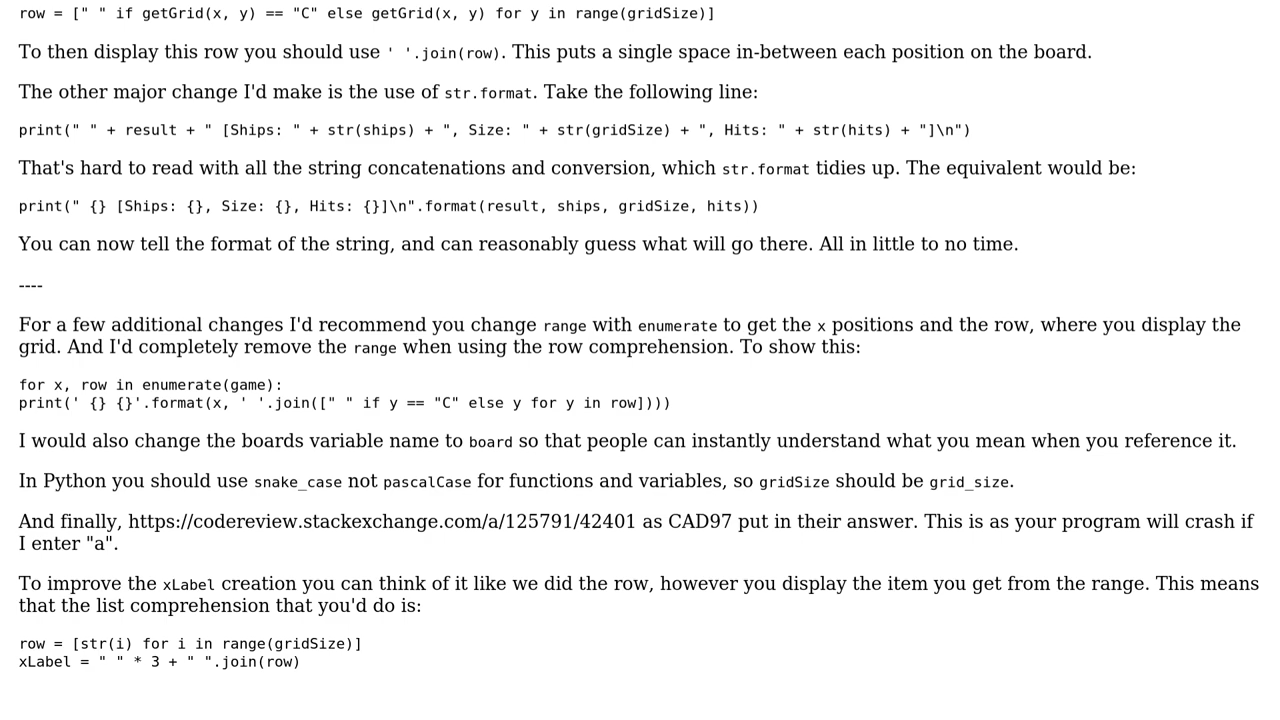 row = [" " if getGrid(x, y) == "C" else getGrid(x, y) for y in range(gridSize)]
To then display this row you should use ' '.join(row). This puts a single space in-between each position on the board.
The other major change I'd make is the use of str.format. Take the following line:
print(" " + result + " [Ships: " + str(ships) + ", Size: " + str(gridSize) + ", Hits: " + str(hits) + "]\n")
That's hard to read with all the string concatenations and conversion, which str.format tidies up. The equivalent would be:
print(" {} [Ships: {}, Size: {}, Hits: {}]\n".format(result, ships, gridSize, hits))
You can now tell the format of the string, and can reasonably guess what will go there. All in little to no time.
----
For a few additional changes I'd recommend you change range with enumerate to get the x positions and the row, where you display the
grid. And I'd completely remove the range when using the row comprehension. To show this:
for x, row in enumerate(game):
print(' {} {}'.format(x, ' '.join([" " if y == "C" else y for y in row])))
I would also change the boards variable name to board so that people can instantly understand what you mean when you reference it.
In Python you should use snake_case not pascalCase for functions and variables, so gridSize should be grid_size.
And finally, https://codereview.stackexchange.com/a/125791/42401 as CAD97 put in their answer. This is as your program will crash if
I enter "a".
To improve the xLabel creation you can think of it like we did the row, however you display the item you get from the range. This means
that the list comprehension that you'd do is:
row = [str(i) for i in range(gridSize)]
xLabel = " " * 3 + " ".join(row)